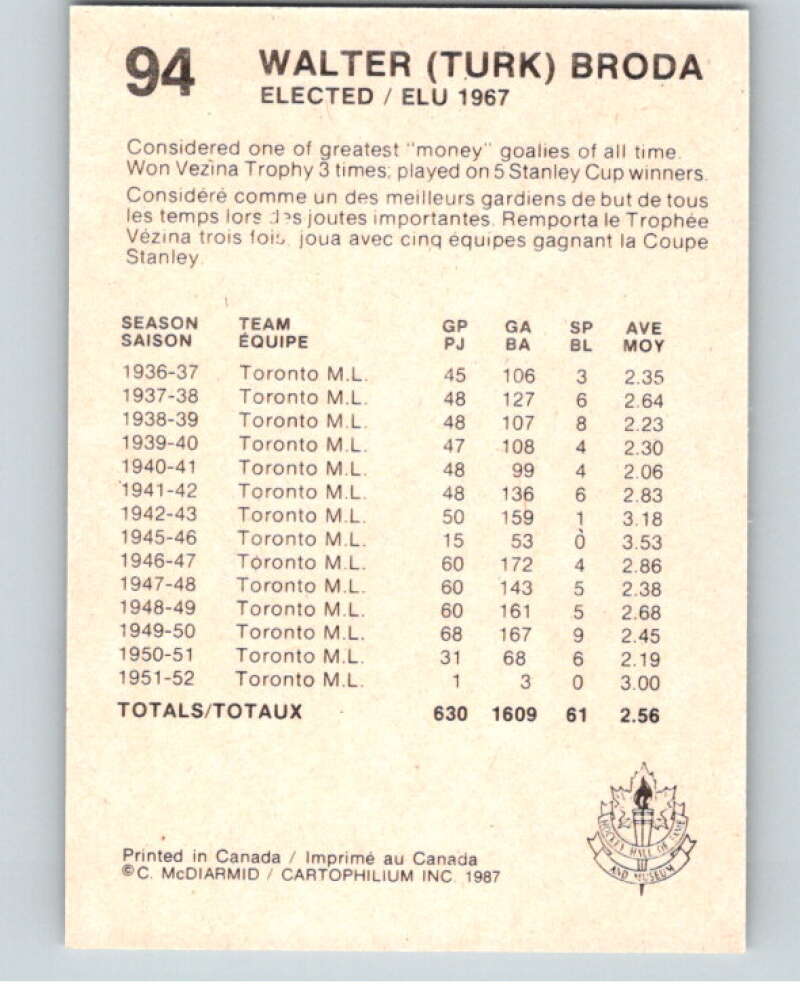 94 WALTER (TURK) BRODA
ELECTED / ELU 1967
Considered one of greatest "money" goalies of all time.
Won Vezina Trophy 3 times; played on 5 Stanley Cup winners.
Considéré comme un des meilleurs gardiens de but de tous
les temps lors des joutes importantes. Remporta le Trophée
Vézina trois fois, joua avec cinq équipes gagnant la Coupe
Stanley.
SEASON TEAM GP GA SP AVE
SAISON ÉQUIPE PJ BA BL MOY
1936-37 Toronto M.L. 45 106 3 2.35
1937-38 Toronto M.L. 48 127 6 2.64
1938-39 Toronto M.L. 48 107 8 2.23
1939-40 Toronto M.L. 47 108 4 2.30
1940-41 Toronto M.L. 48 99 4 2.06
1941-42 Toronto M.L. 48 136 6 2.83
1942-43 Toronto M.L. 50 159 1 3.18
1945-46 Toronto M.L. 15 53 0 3.53
1946-47 Toronto M.L. 60 172 4 2.86
1947-48 Toronto M.L. 60 143 5 2.38
1948-49 Toronto M.L. 60 161 5 2.68
1949-50 Toronto M.L. 68 167 9 2.45
1950-51 Toronto M.L. 31 68 6 2.19
1951-52 Toronto M.L. 1 3 0 3.00
TOTALS/TOTAUX 630 1609 61 2.56
HOCKEY HALL OF FAME
AND MUSEUM
Printed in Canada / Imprimé au Canada
©C. McDIARMID / CARTOPHILIUM INC. 1987